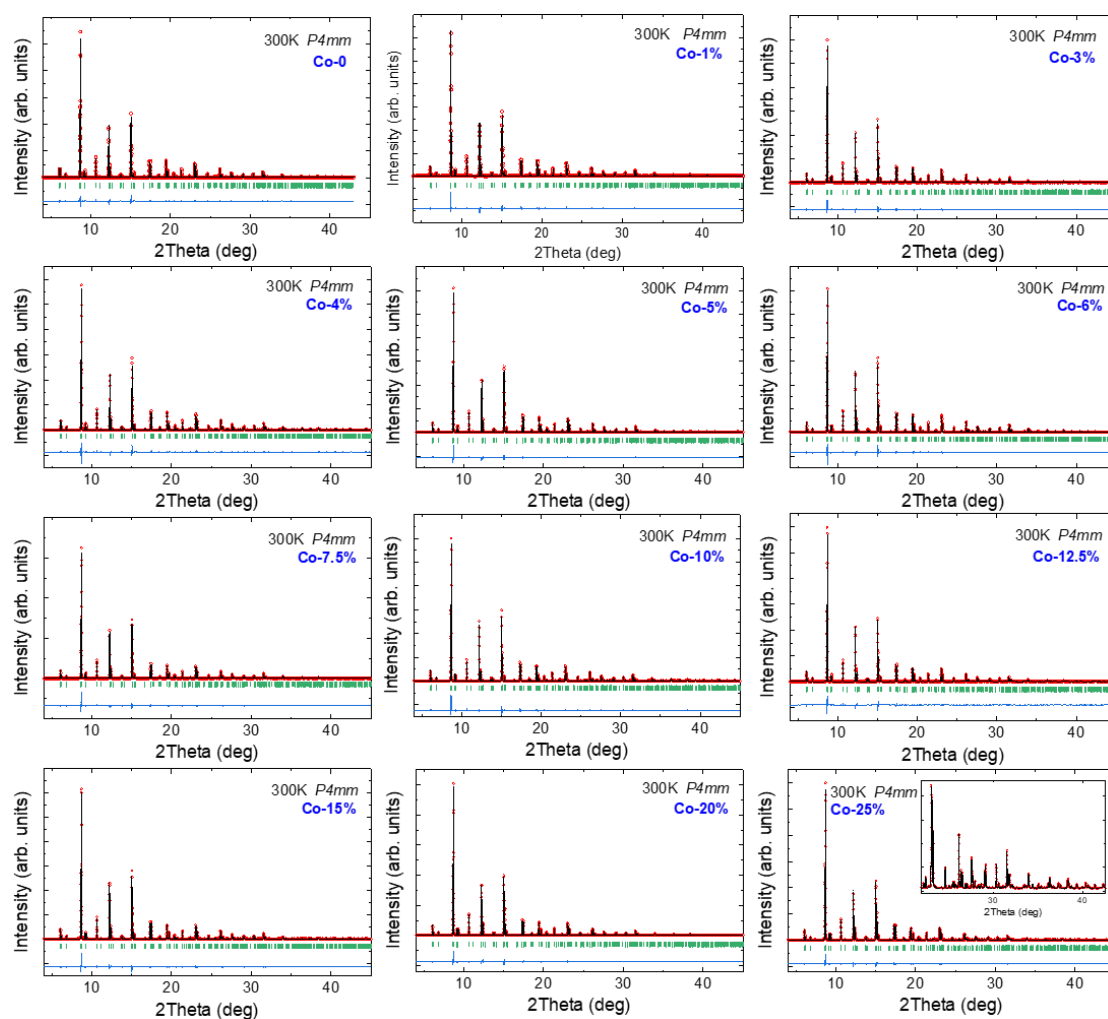 Intensity (arb. units)
300K P4mm
Co-0
10 20 30 40
2Theta (deg)
Intensity (arb. units)
300K P4mm
Co-1%
10 20 30 40
2Theta (deg)
Intensity (arb. units)
300K P4mm
Co-3%
10 20 30 40
2Theta (deg)
Intensity (arb. units)
300K P4mm
Co-4%
10 20 30 40
2Theta (deg)
Intensity (arb. units)
300K P4mm
Co-5%
10 20 30 40
2Theta (deg)
Intensity (arb. units)
300K P4mm
Co-6%
10 20 30 40
2Theta (deg)
Intensity (arb. units)
300K P4mm
Co-7.5%
10 20 30 40
2Theta (deg)
Intensity (arb. units)
300K P4mm
Co-10%
10 20 30 40
2Theta (deg)
Intensity (arb. units)
300K P4mm
Co-12.5%
10 20 30 40
2Theta (deg)
Intensity (arb. units)
300K P4mm
Co-15%
10 20 30 40
2Theta (deg)
Intensity (arb. units)
300K P4mm
Co-20%
10 20 30 40
2Theta (deg)
Intensity (arb. units)
300K P4mm
Co-25%
30 40
2Theta (deg)
10 20 30 40
2Theta (deg)